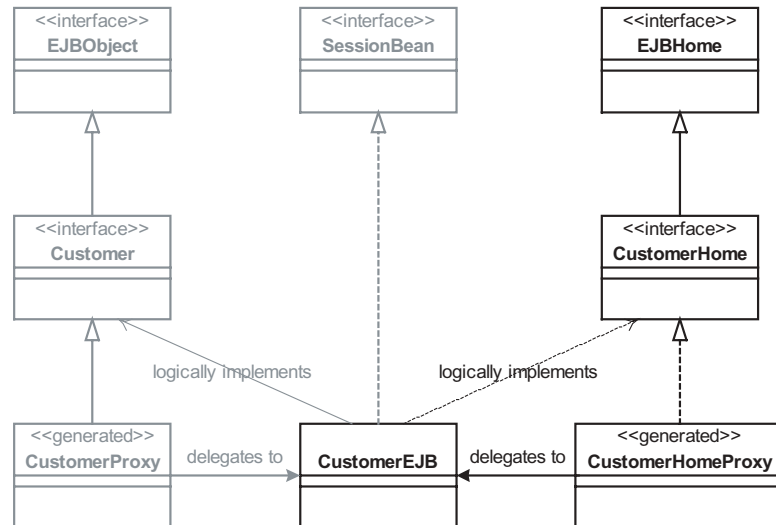 <<interface>>
EJBObject
<<interface>>
SessionBean
<<interface>>
EJBHome
<<interface>>
Customer
<<interface>>
CustomerHome
logically implements
logically implements
<<generated>>
CustomerProxy
delegates to
CustomerEJB
delegates to
<<generated>>
CustomerHomeProxy